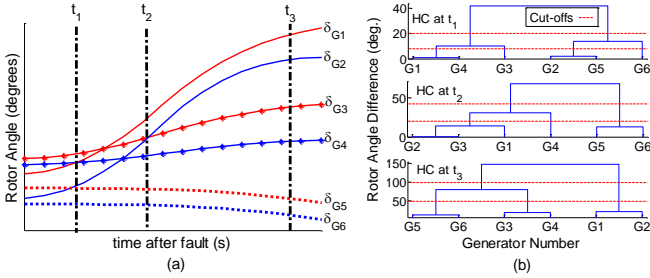 t1
t2
t3
δG1
δG2
δG3
δG4
δG5
δG6
Rotor Angle (degrees)
time after fault (s)
(a)
Rotor Angle Difference (deg.)
40
20
0
HC at t1
Cut-offs
G1 G4 G3 G2 G5 G6
50
0
HC at t2
G2 G3 G1 G4 G5 G6
150
100
50
0
HC at t3
G5 G6 G3 G4 G1 G2
Generator Number
(b)